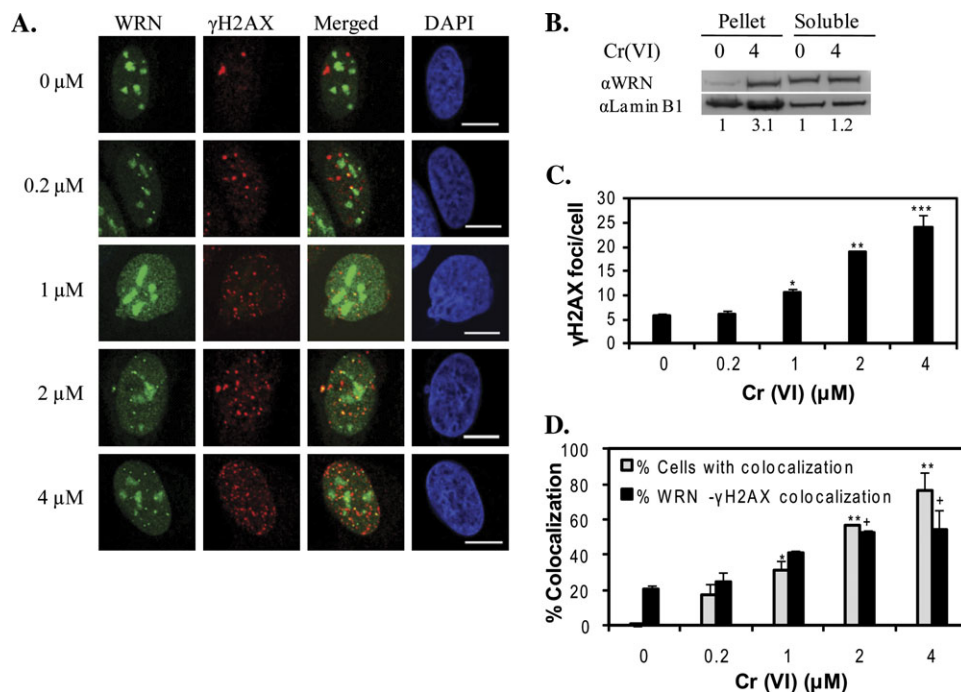 A.
WRN γH2AX Merged DAPI
0 μM
0.2 μM
1 μM
2 μM
4 μM
B.
Pellet Soluble
Cr(VI) 0 4 0 4
αWRN
αLamin B1
1 3.1 1 1.2
C.
γH2AX foci/cell
30
25
20
15
10
5
0
* ** ***
0 0.2 1 2 4
Cr (VI) (μM)
D.
% Colocalization
100
80
60
40
20
0
% Cells with colocalization
% WRN -γH2AX colocalization
* ** + ** +
0 0.2 1 2 4
Cr (VI) (μM)